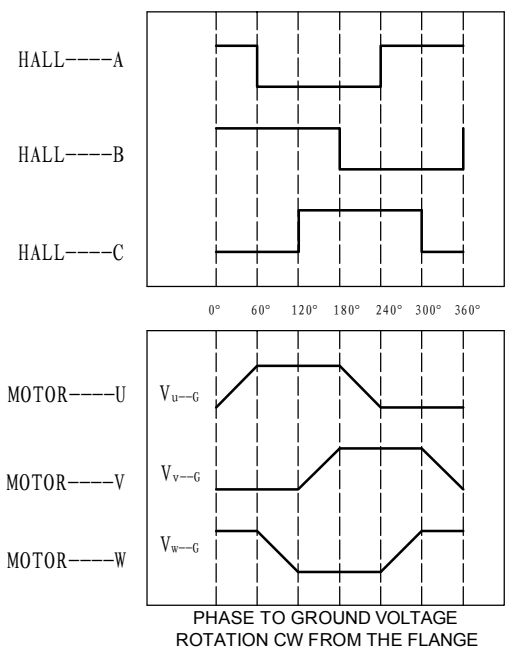 HALL----A
HALL----B
HALL----C
0° 60° 120° 180° 240° 300° 360°
MOTOR----U Vu--G
MOTOR----V Vv--G
MOTOR----W Vw--G
PHASE TO GROUND VOLTAGE
ROTATION CW FROM THE FLANGE